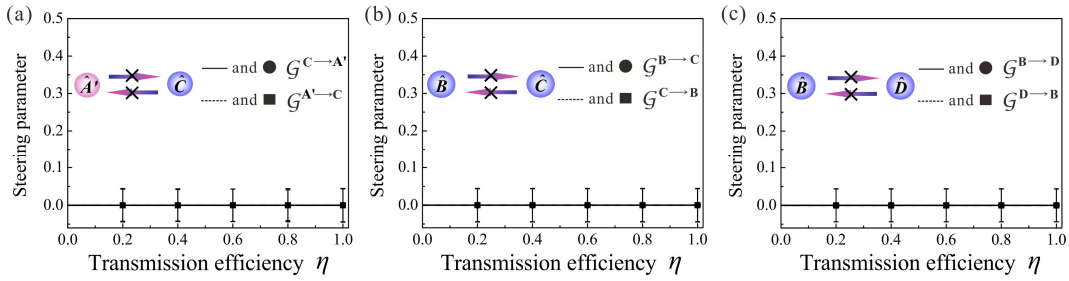 (a)
Steering parameter
0.5
0.4
0.3
0.2
0.1
0.0
Â'
Ĉ
and 𝒢 C→A'
and 𝒢 A'→C
0.0 0.2 0.4 0.6 0.8 1.0
Transmission efficiency η
(b)
Steering parameter
0.5
0.4
0.3
0.2
0.1
0.0
B̂
Ĉ
and 𝒢 B→C
and 𝒢 C→B
0.0 0.2 0.4 0.6 0.8 1.0
Transmission efficiency η
(c)
Steering parameter
0.5
0.4
0.3
0.2
0.1
0.0
B̂
D̂
and 𝒢 B→D
and 𝒢 D→B
0.0 0.2 0.4 0.6 0.8 1.0
Transmission efficiency η